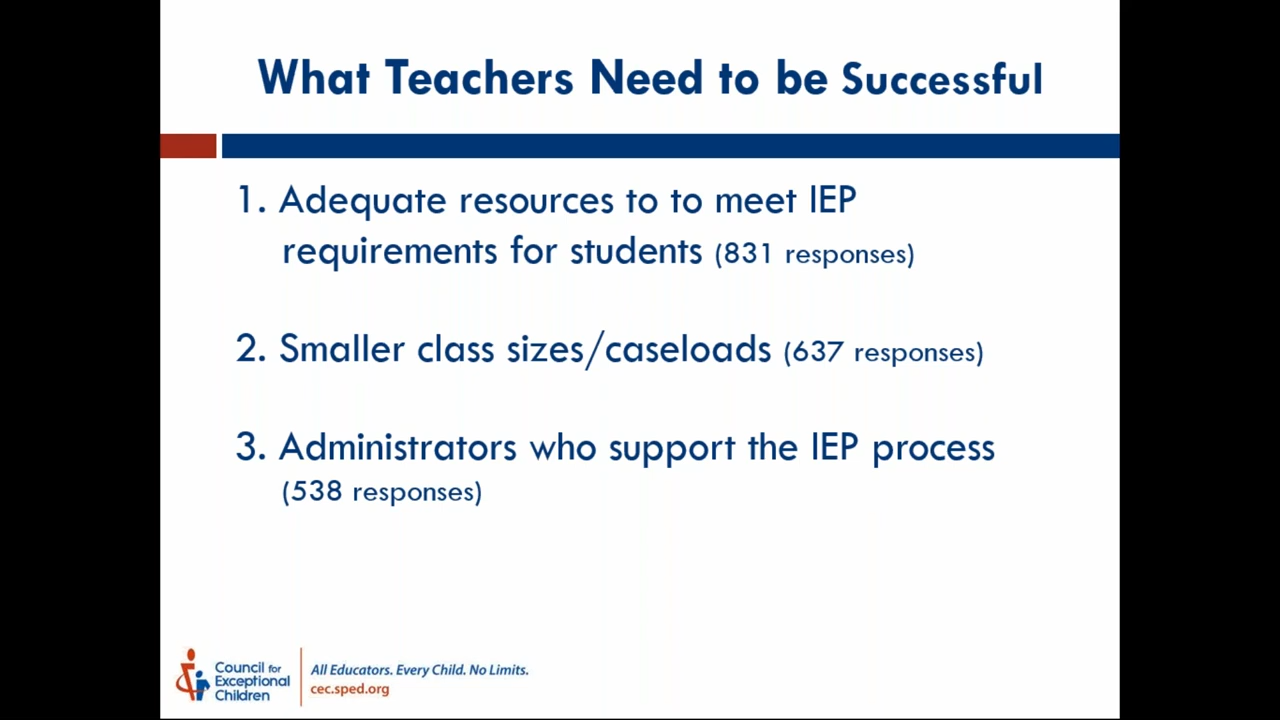 What Teachers Need to be Successful
1. Adequate resources to to meet IEP
requirements for students (831 responses)
2. Smaller class sizes/caseloads (637 responses)
3. Administrators who support the IEP process
(538 responses)
Council for
Exceptional
Children
All Educators. Every Child. No Limits.
cec.sped.org